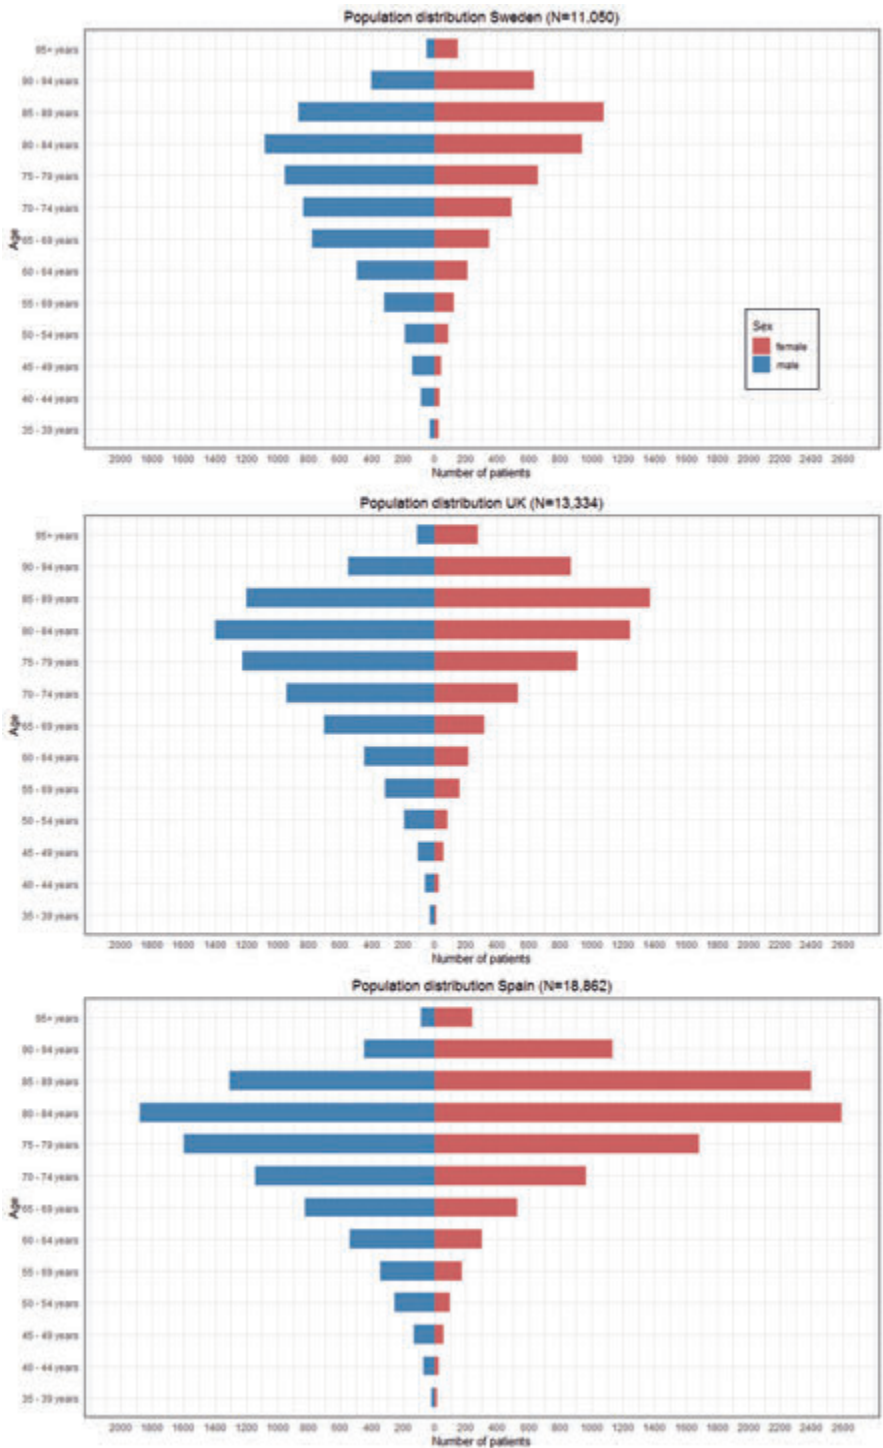 Population distribution Sweden (N=11,050)
95+ years
90 - 94 years
85 - 89 years
80 - 84 years
75 - 79 years
70 - 74 years
65 - 69 years
60 - 64 years
55 - 59 years
50 - 54 years
45 - 49 years
40 - 44 years
35 - 39 years
Age
Sex
female
male
2000 1800 1600 1400 1200 1000 800 600 400 200 0 200 400 600 800 1000 1200 1400 1600 1800 2000 2200 2400 2600
Number of patients
Population distribution UK (N=13,334)
95+ years
90 - 94 years
85 - 89 years
80 - 84 years
75 - 79 years
70 - 74 years
65 - 69 years
60 - 64 years
55 - 59 years
50 - 54 years
45 - 49 years
40 - 44 years
35 - 39 years
Age
2000 1800 1600 1400 1200 1000 800 600 400 200 0 200 400 600 800 1000 1200 1400 1600 1800 2000 2200 2400 2600
Number of patients
Population distribution Spain (N=18,862)
95+ years
90 - 94 years
85 - 89 years
80 - 84 years
75 - 79 years
70 - 74 years
65 - 69 years
60 - 64 years
55 - 59 years
50 - 54 years
45 - 49 years
40 - 44 years
35 - 39 years
Age
2000 1800 1600 1400 1200 1000 800 600 400 200 0 200 400 600 800 1000 1200 1400 1600 1800 2000 2200 2400 2600
Number of patients